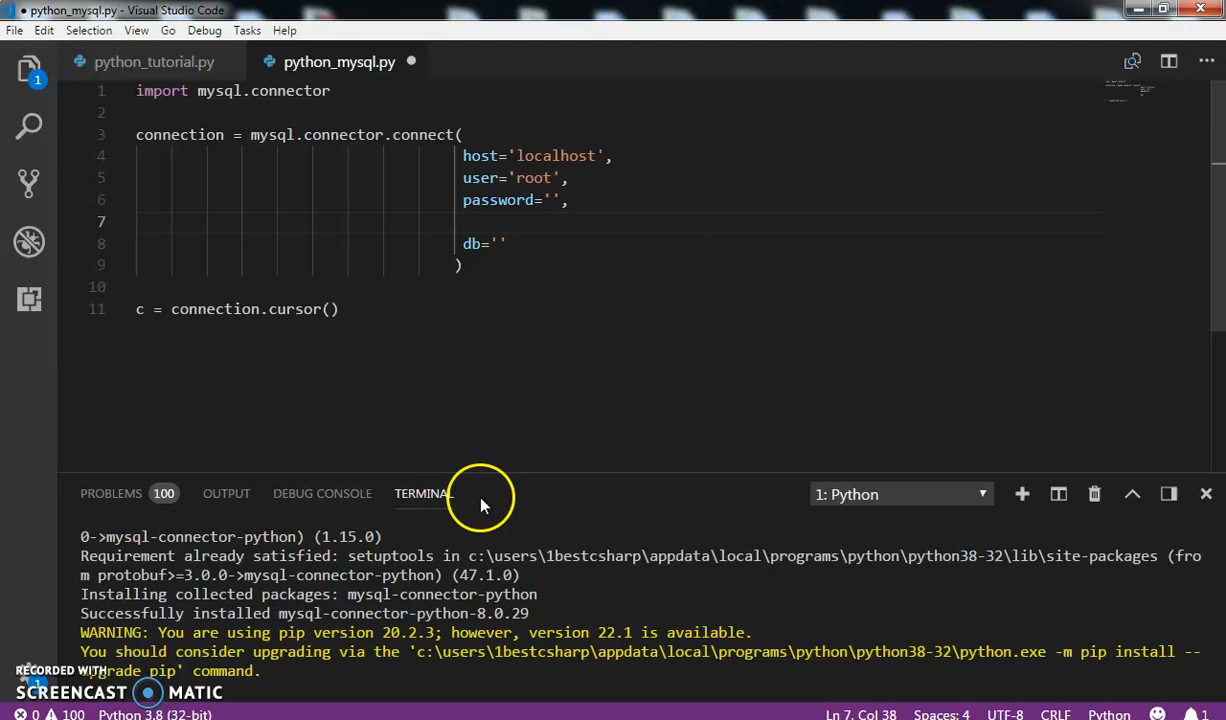 ● python_mysql.py - Visual Studio Code
File Edit Selection View Go Debug Tasks Help
python_tutorial.py python_mysql.py ●
1 import mysql.connector
2
3 connection = mysql.connector.connect(
4 host='localhost',
5 user='root',
6 password='',
7
8 db=''
9 )
10
11 c = connection.cursor()
1
PROBLEMS 100 OUTPUT DEBUG CONSOLE TERMINAL 1: Python
0->mysql-connector-python) (1.15.0)
Requirement already satisfied: setuptools in c:\users\1bestcsharp\appdata\local\programs\python\python38-32\lib\site-packages (fro
m protobuf>=3.0.0->mysql-connector-python) (47.1.0)
Installing collected packages: mysql-connector-python
Successfully installed mysql-connector-python-8.0.29
WARNING: You are using pip version 20.2.3; however, version 22.1 is available.
You should consider upgrading via the 'c:\users\1bestcsharp\appdata\local\programs\python\python38-32\python.exe -m pip install --
upgrade pip' command.
RECORDED WITH
SCREENCAST MATIC
1
0 100 Python 3.8 (32-bit) Ln 7, Col 38 Spaces: 4 UTF-8 CRLF Python 1